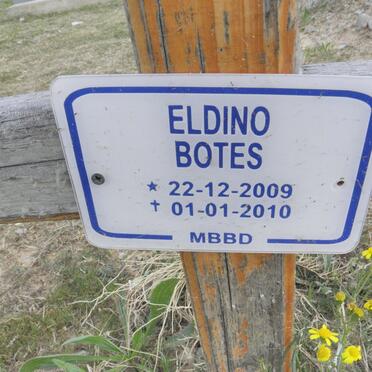 ELDINO
BOTES
★ 22-12-2009
✝ 01-01-2010
MBBD